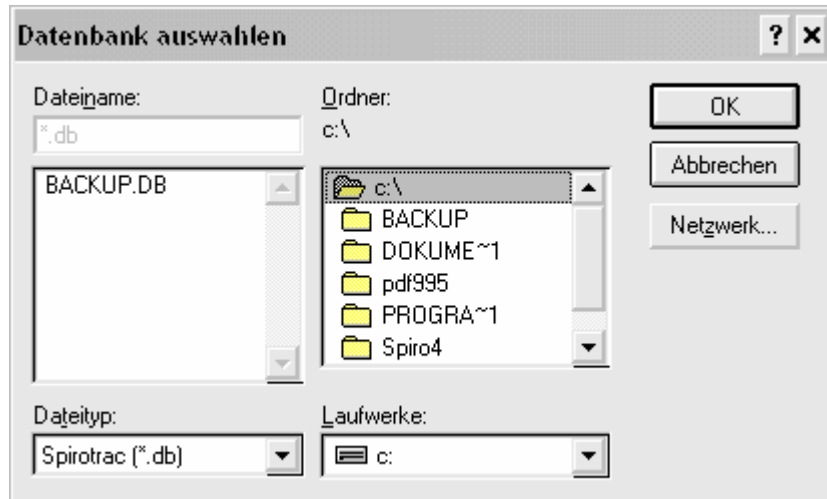 Datenbank auswahlen
? ×
Dateiname:
*.db
BACKUP.DB
Dateityp:
Spirotrac (*.db)
Ordner:
c:\
c:\
BACKUP
DOKUME~1
pdf995
PROGRA~1
Spiro4
Laufwerke:
c:
OK
Abbrechen
Netzwerk...